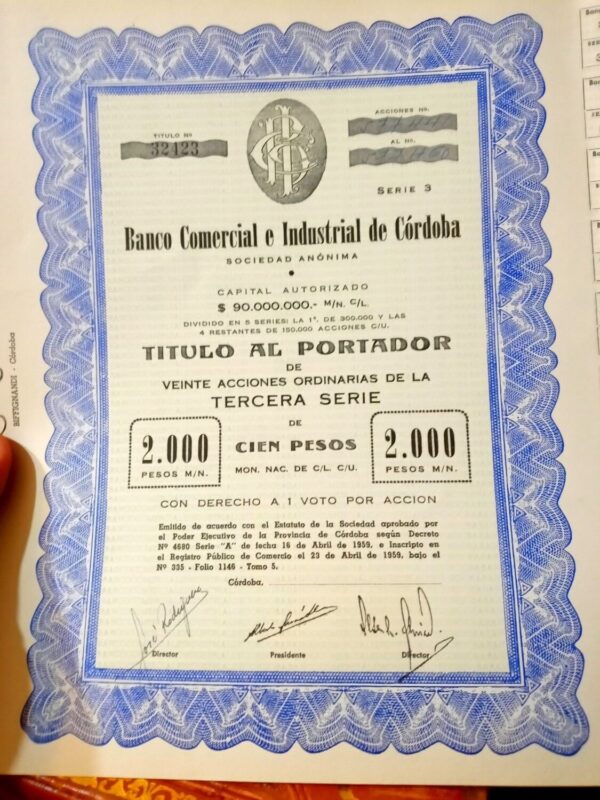 TITULO Nº
32423
ACCIONES No.
AL No.
SERIE 3
Banco Comercial e Industrial de Córdoba
SOCIEDAD ANÓNIMA
CAPITAL AUTORIZADO
$ 90.000.000.- M/N. C/L.
DIVIDIDO EN 5 SERIES: LA 1ª. DE 300.000 Y LAS
4 RESTANTES DE 150.000 ACCIONES C/U.
TITULO AL PORTADOR
DE
VEINTE ACCIONES ORDINARIAS DE LA
TERCERA SERIE
DE
2.000
PESOS M/N.
CIEN PESOS
MON. NAC. DE C/L. C/U.
2.000
PESOS M/N.
CON DERECHO A 1 VOTO POR ACCION
Emitido de acuerdo con el Estatuto de la Sociedad aprobado por
el Poder Ejecutivo de la Provincia de Córdoba según Decreto
Nº 4680 Serie "A" de fecha 16 de Abril de 1959, e Inscripto en
el Registro Público de Comercio el 23 de Abril de 1959, bajo el
Nº 335 - Folio 1146 - Tomo 5.
Córdoba,
José Rodriguez
Director
Presidente
Director
BIFFIGNANDI - Córdoba